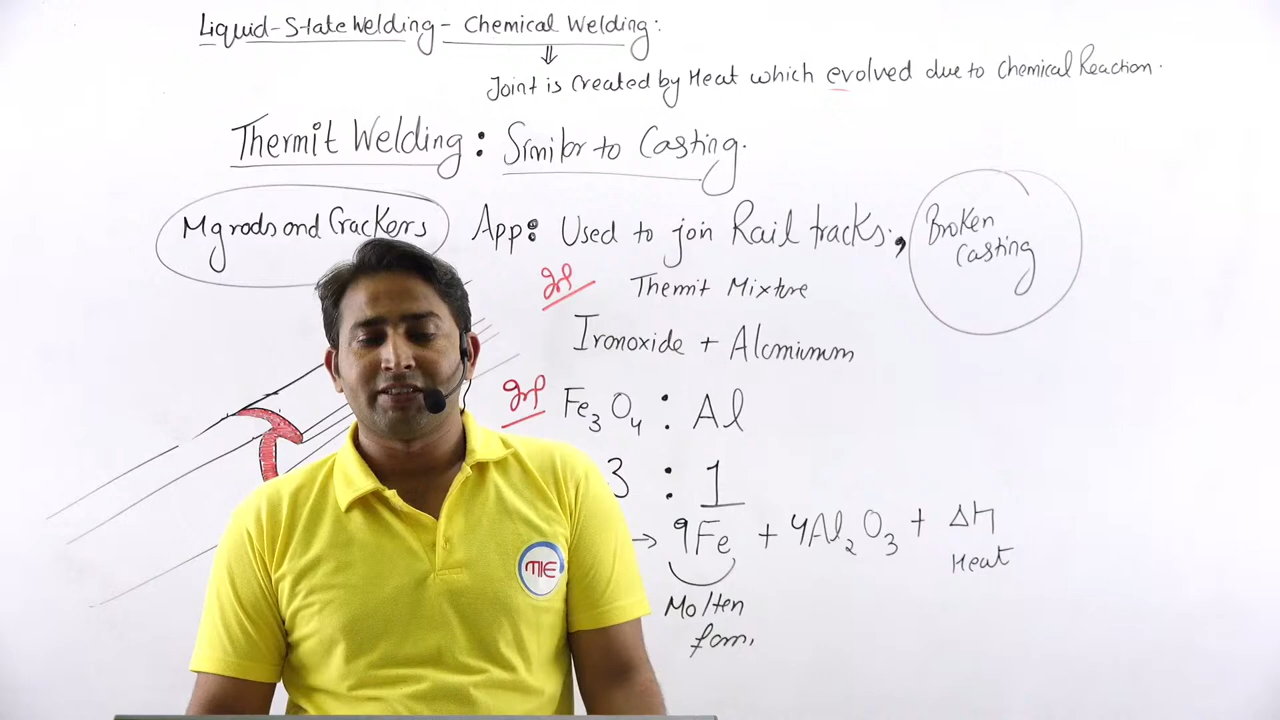 Liquid-State Welding - Chemical Welding:
⇓
Joint is created by Heat which evolved due to Chemical Reaction.
Thermit Welding: Similar to Casting.
Mg rods and Crackers
App: Used to join Rail tracks,
Broken
Casting
Thermit Mixture
Ironoxide + Aluminum
Fe₃O₄ : Al
3 : 1
→ 9Fe + 4Al₂O₃ + ΔH
Heat
Molten
form,
MIE